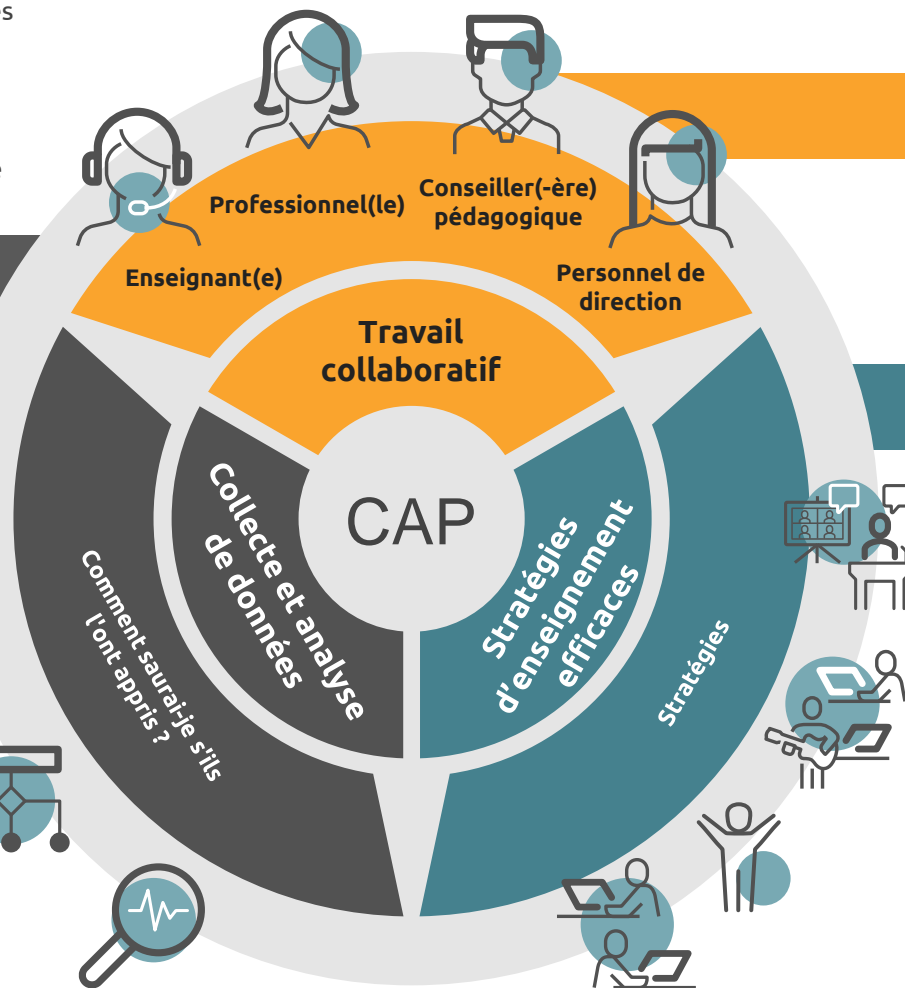 Professionnel(le)
Conseiller(-ère)
pédagogique
Enseignant(e)
Personnel de
direction
Travail
collaboratif
CAP
Collecte et analyse
de données
Stratégies
d'enseignement
efficaces
Comment saurai-je s'ils
l'ont appris ?
Stratégies